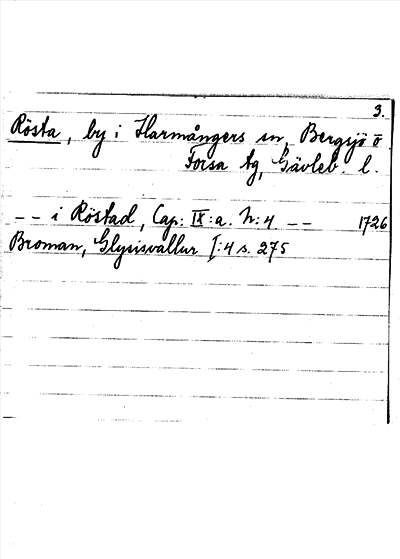 3.
Rösta, by i Harmångers sn, Bergsjö o
Forsa tg, Gävleb. l.
-- i Röstad, Cap: IX:a. N:4 -- 1726
Broman, Glysisvallur I:4 s. 275